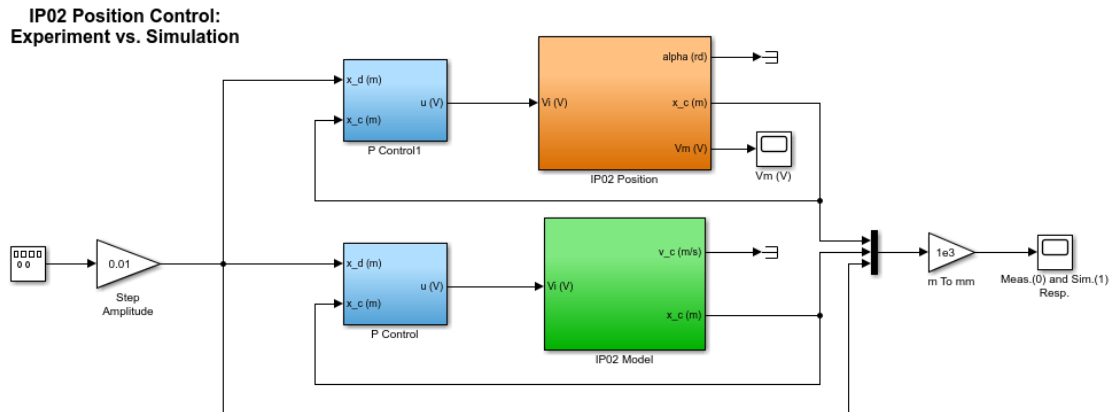 IP02 Position Control:
Experiment vs. Simulation
x_d (m)
x_c (m)
u (V)
P Control1
Vi (V)
alpha (rd)
x_c (m)
Vm (V)
IP02 Position
Vm (V)
0.01
Step
Amplitude
x_d (m)
x_c (m)
u (V)
P Control
Vi (V)
v_c (m/s)
x_c (m)
IP02 Model
1e3
m To mm
Meas.(0) and Sim.(1)
Resp.